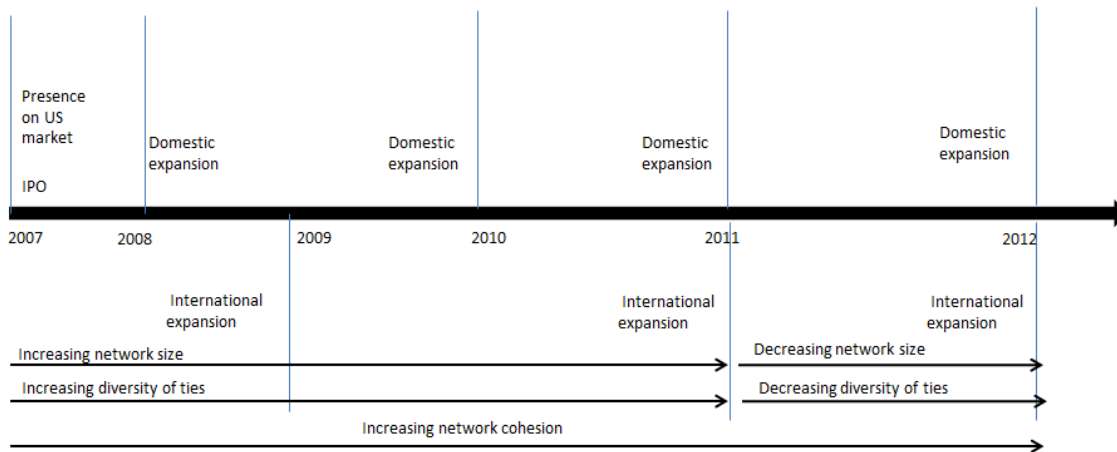 Presence
on US
market
IPO
Domestic
expansion
Domestic
expansion
Domestic
expansion
Domestic
expansion
2007
2008
2009
2010
2011
2012
International
expansion
International
expansion
International
expansion
Increasing network size
Decreasing network size
Increasing diversity of ties
Decreasing diversity of ties
Increasing network cohesion